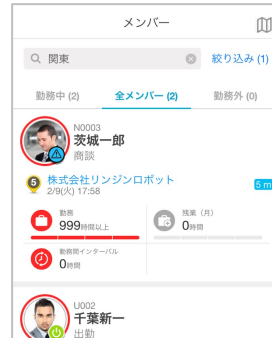 メンバー
関東
絞り込み (1)
勤務中 (2)
全メンバー (2)
勤務外 (0)
N0003
茨城一郎
商談
5 株式会社リンジンロボット
2/9(火) 17:58
5 m
勤務
999時間以上
残業（月）
0時間
勤務間インターバル
0時間
U002
千葉新一
出勤